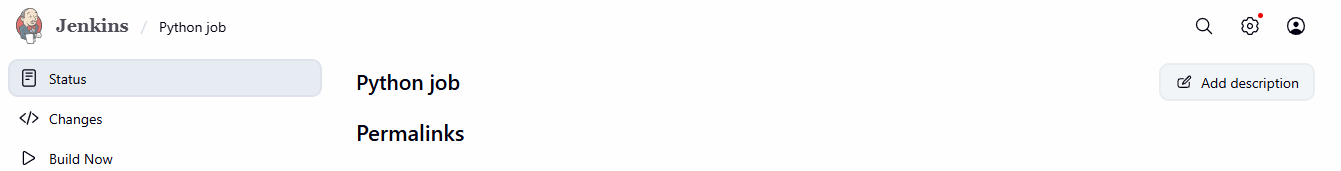 Jenkins / Python job
Status
Python job
Add description
Changes
Permalinks
Build Now